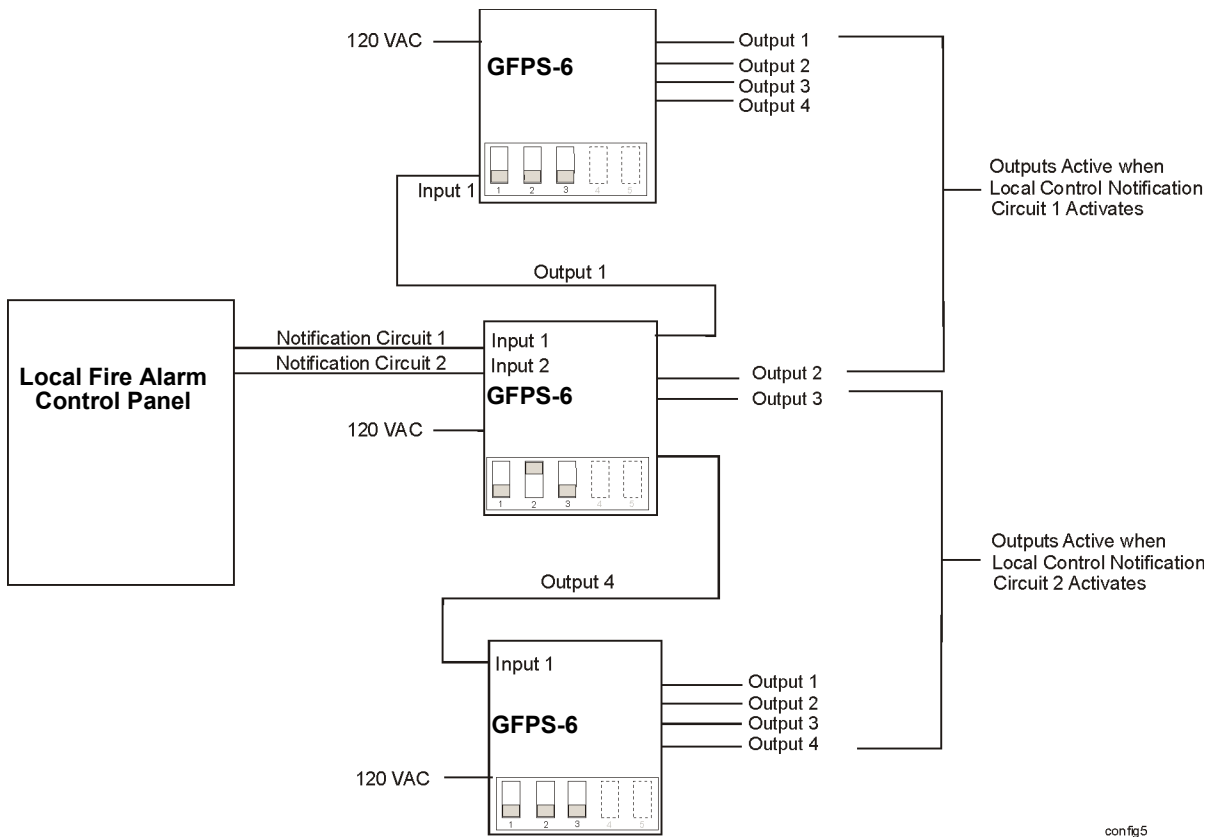 120 VAC
GFPS-6
Output 1
Output 2
Output 3
Output 4
1 2 3 4 5
Input 1
Outputs Active when
Local Control Notification
Circuit 1 Activates
Output 1
Local Fire Alarm
Control Panel
Notification Circuit 1
Notification Circuit 2
Input 1
Input 2
GFPS-6
120 VAC
Output 2
Output 3
1 2 3 4 5
Outputs Active when
Local Control Notification
Circuit 2 Activates
Output 4
Input 1
GFPS-6
120 VAC
Output 1
Output 2
Output 3
Output 4
1 2 3 4 5
config5